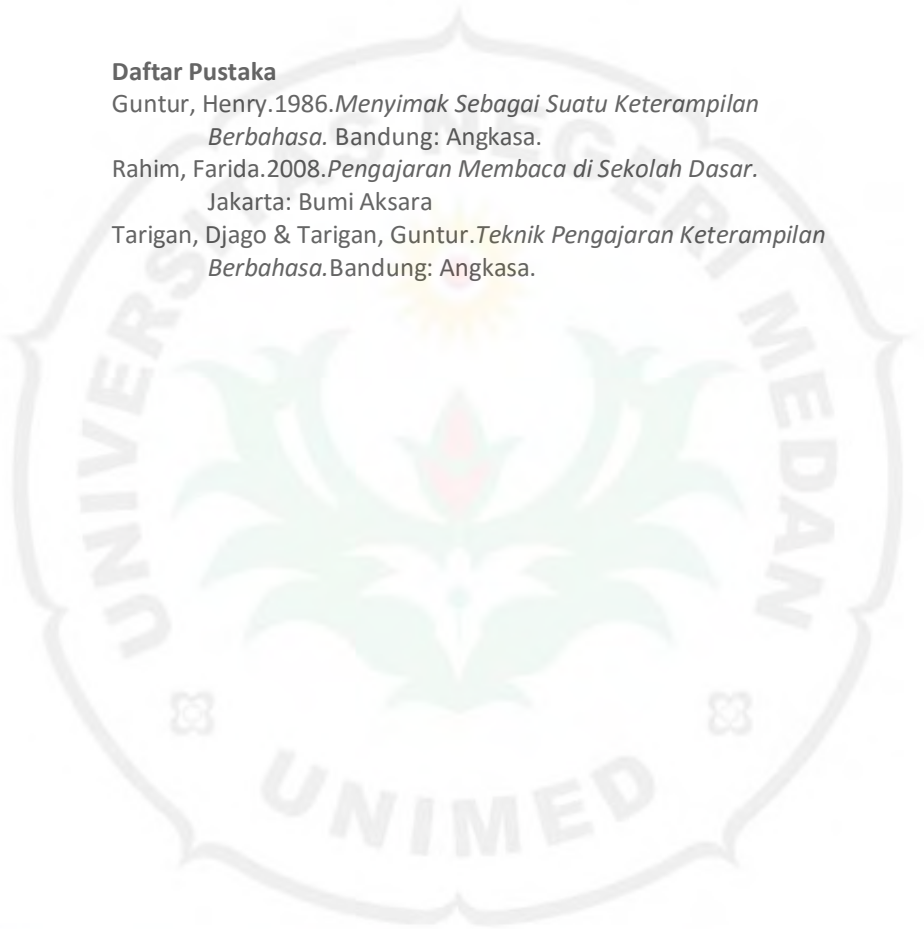 Daftar Pustaka
Guntur, Henry.1986.Menyimak Sebagai Suatu Keterampilan
Berbahasa. Bandung: Angkasa.
Rahim, Farida.2008.Pengajaran Membaca di Sekolah Dasar.
Jakarta: Bumi Aksara
Tarigan, Djago & Tarigan, Guntur.Teknik Pengajaran Keterampilan
Berbahasa.Bandung: Angkasa.
UNIVERSITAS NEGERI MEDAN
UNIMED